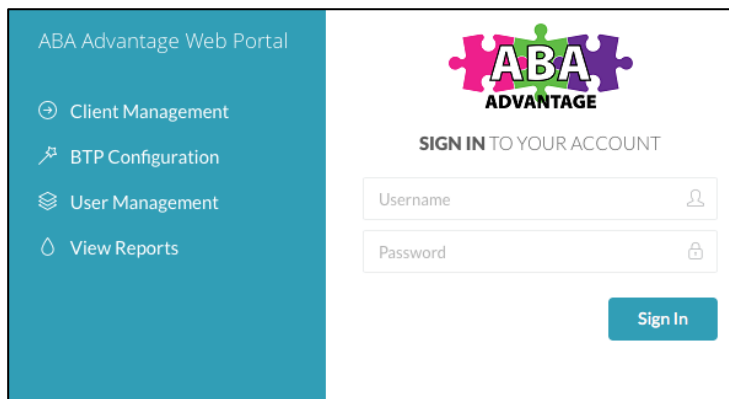 ABA Advantage Web Portal
Client Management
BTP Configuration
User Management
View Reports
ABA
ADVANTAGE
SIGN IN TO YOUR ACCOUNT
Username
Password
Sign In